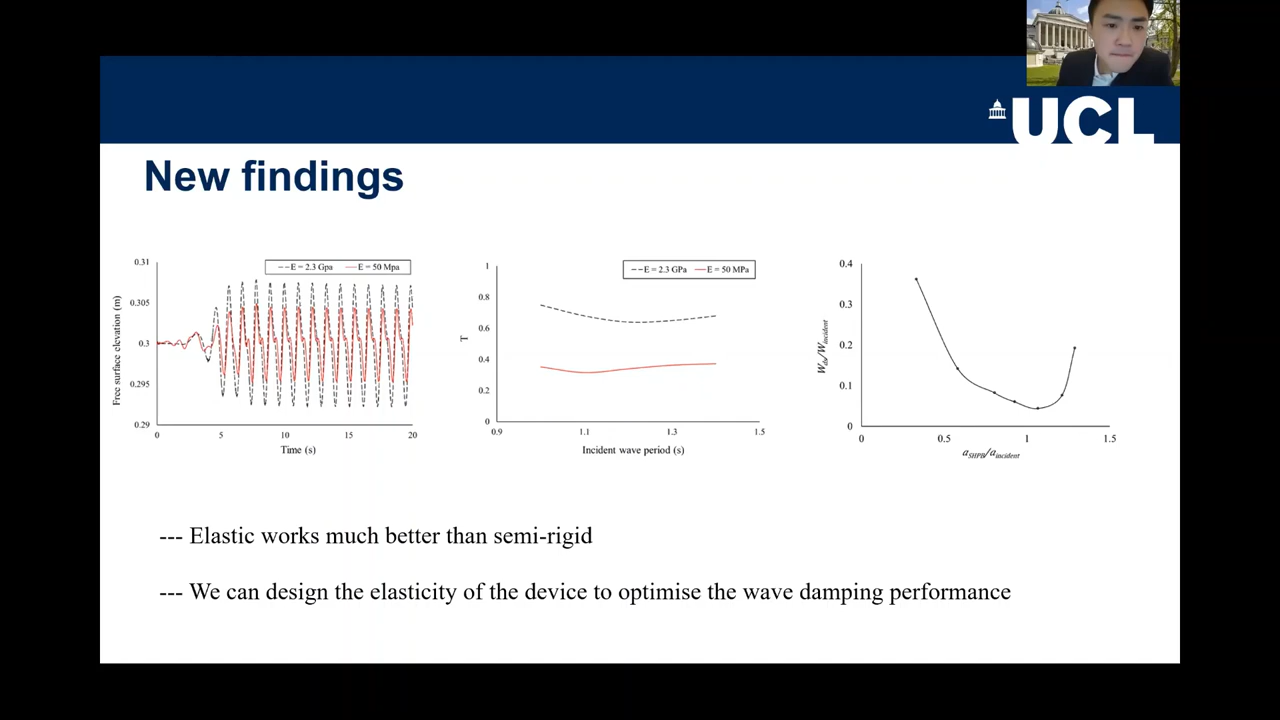 UCL
New findings
0.31
0.305
0.3
0.295
0.29
Free surface elevation (m)
E = 2.3 Gpa E = 50 Mpa
0 5 10 15 20
Time (s)
1
0.8
0.6
0.4
0.2
0
T
E = 2.3 GPa E = 50 MPa
0.9 1.1 1.3 1.5
Incident wave period (s)
0.4
0.3
0.2
0.1
0
0 0.5 1 1.5
a_SHPB/a_incident
--- Elastic works much better than semi-rigid
--- We can design the elasticity of the device to optimise the wave damping performance